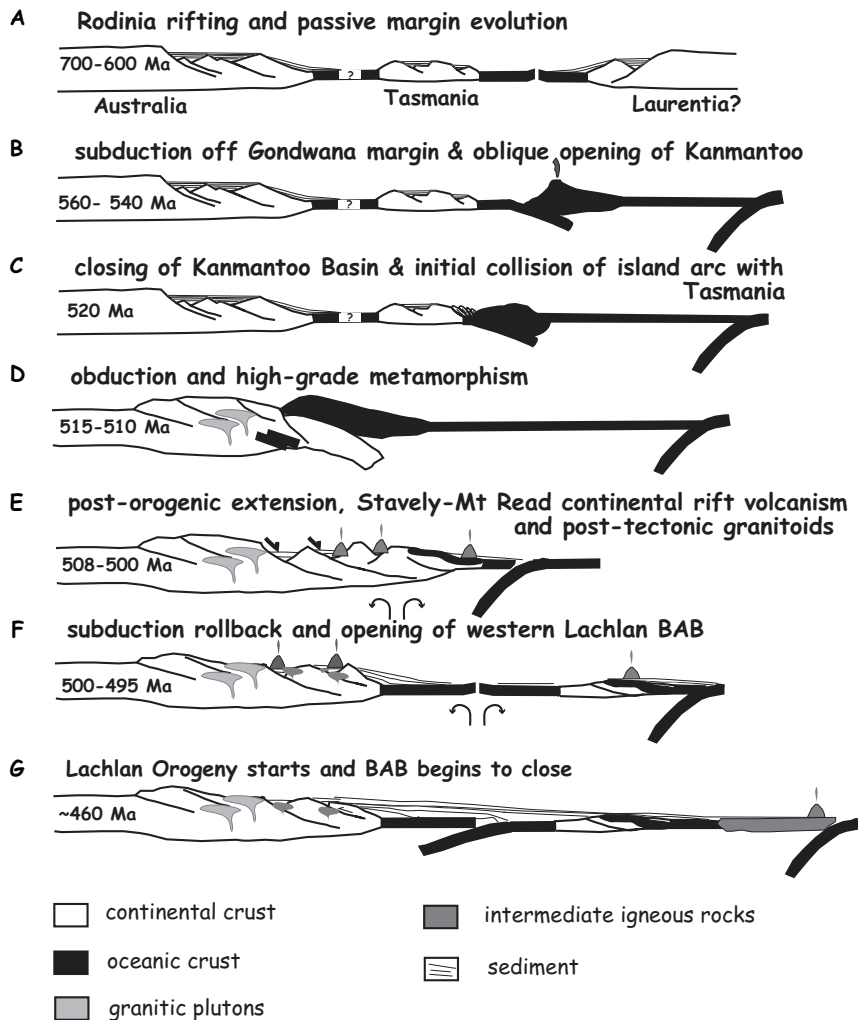 A Rodinia rifting and passive margin evolution
700-600 Ma
?
Australia Tasmania Laurentia?
B subduction off Gondwana margin & oblique opening of Kanmantoo
560- 540 Ma
?
C closing of Kanmantoo Basin & initial collision of island arc with
Tasmania
520 Ma
?
D obduction and high-grade metamorphism
515-510 Ma
E post-orogenic extension, Stavely-Mt Read continental rift volcanism
and post-tectonic granitoids
508-500 Ma
F subduction rollback and opening of western Lachlan BAB
500-495 Ma
G Lachlan Orogeny starts and BAB begins to close
~460 Ma
continental crust
oceanic crust
granitic plutons
intermediate igneous rocks
sediment